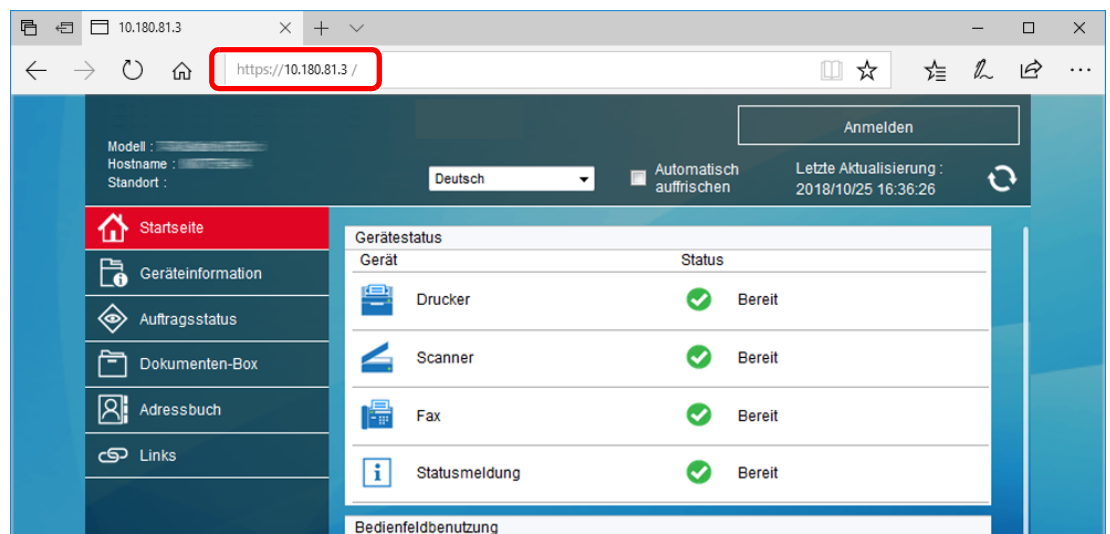 10.180.81.3
https://10.180.81.3 /
Anmelden
Modell :
Hostname :
Standort :
Deutsch
Automatisch
auffrischen
Letzte Aktualisierung :
2018/10/25 16:36:26
Startseite
Geräteinformation
Auftragsstatus
Dokumenten-Box
Adressbuch
Links
Gerätestatus
Gerät Status
Drucker Bereit
Scanner Bereit
Fax Bereit
Statusmeldung Bereit
Bedienfeldbenutzung